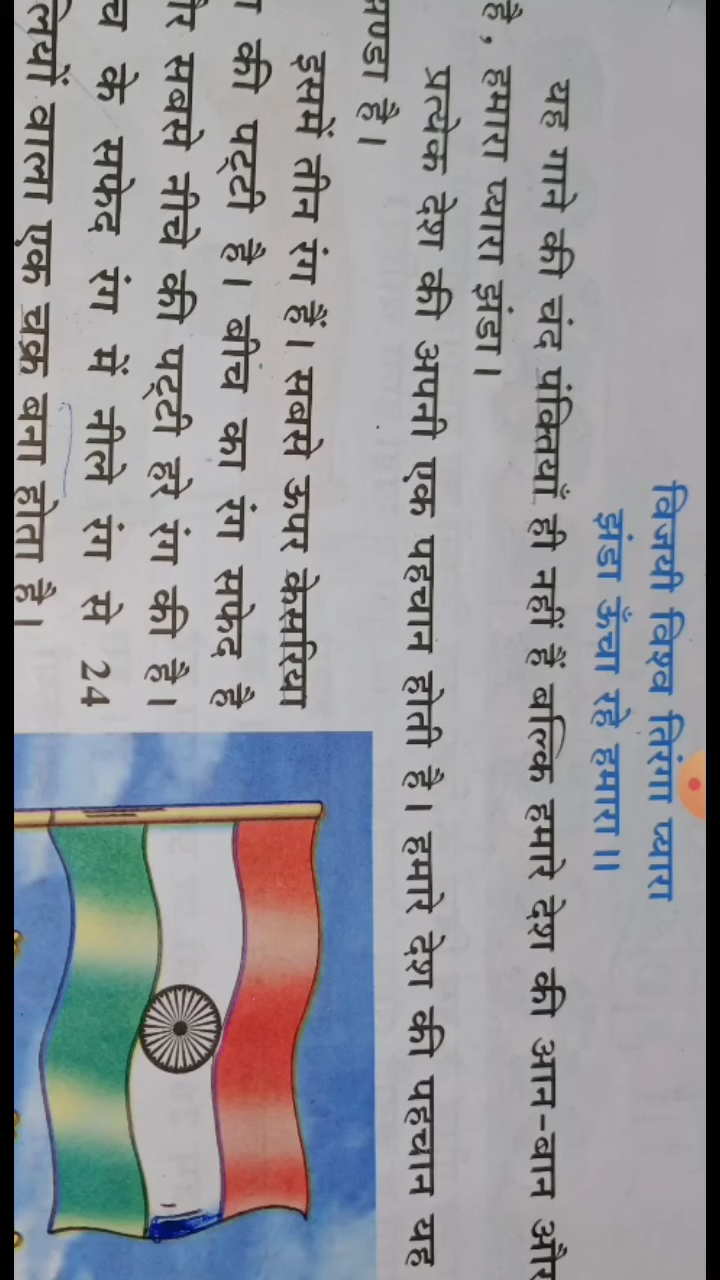 विजयी विश्व तिरंगा प्यारा
झंडा ऊँचा रहे हमारा ॥
यह गाने की चंद पंक्तियाँ ही नहीं हैं बल्कि हमारे देश की आन-बान और
है, हमारा प्यारा झंडा।
प्रत्येक देश की अपनी एक पहचान होती है। हमारे देश की पहचान यह
है।
इसमें तीन रंग हैं। सबसे ऊपर केसरिया
की पट्टी है। बीच का रंग सफेद है
सबसे नीचे की पट्टी हरे रंग की है।
के सफेद रंग में नीले रंग से 24
वाला एक चक्र बना होता है।